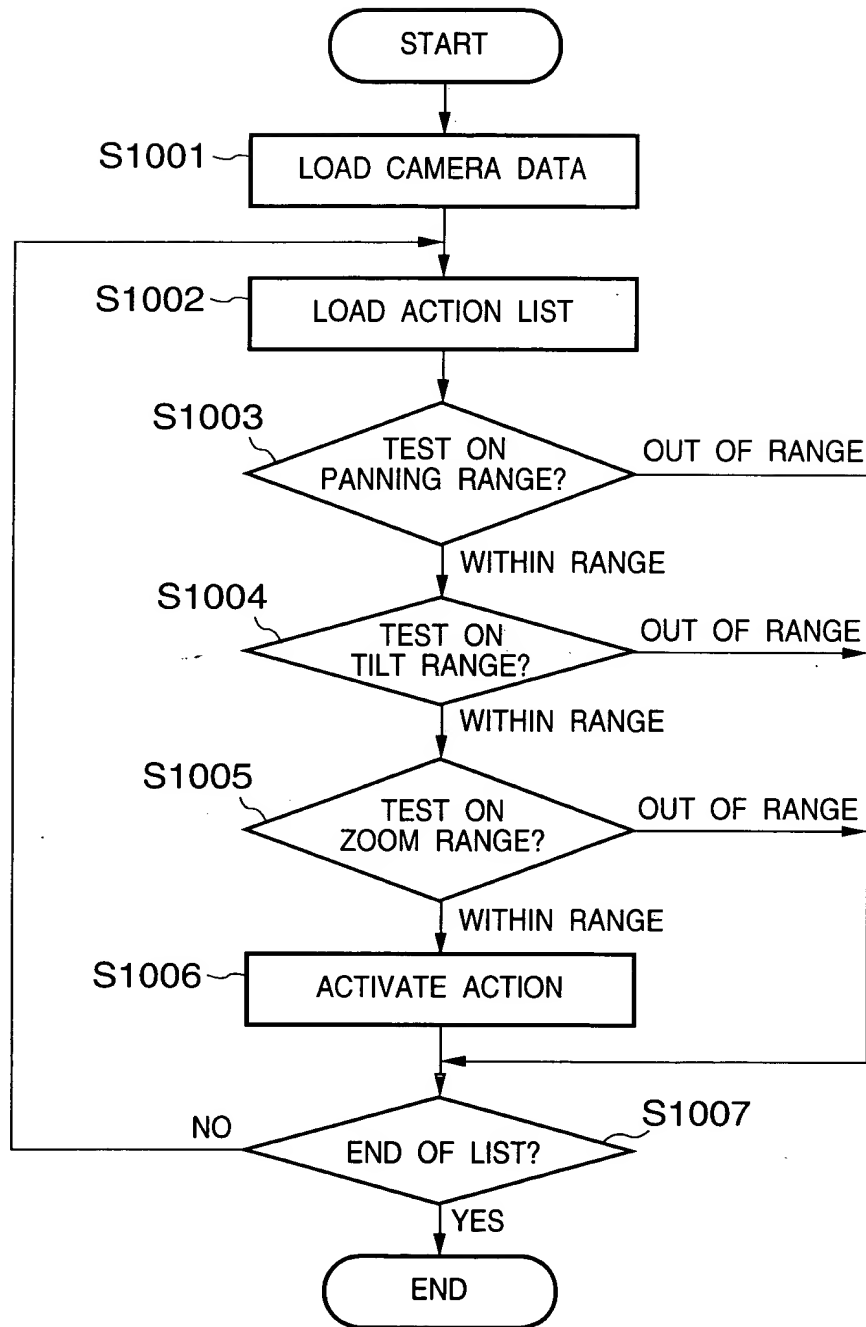 START
S1001
LOAD CAMERA DATA
S1002
LOAD ACTION LIST
S1003
TEST ON
PANNING RANGE?
OUT OF RANGE
WITHIN RANGE
S1004
TEST ON
TILT RANGE?
OUT OF RANGE
WITHIN RANGE
S1005
TEST ON
ZOOM RANGE?
OUT OF RANGE
WITHIN RANGE
S1006
ACTIVATE ACTION
S1007
NO
END OF LIST?
YES
END